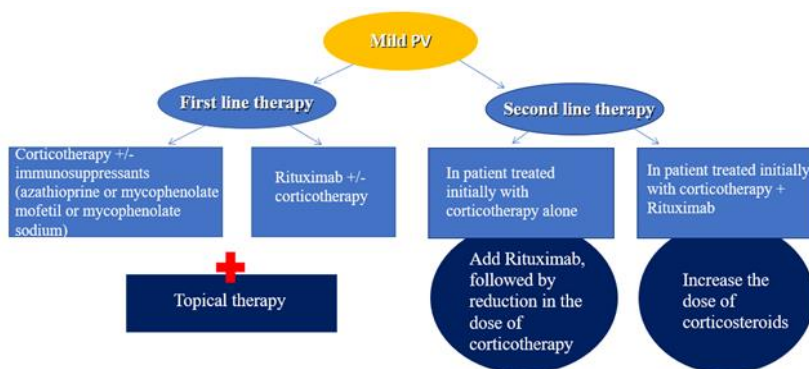 Mild PV
First line therapy
Second line therapy
Corticotherapy +/-
immunosuppressants
(azathioprine or mycophenolate
mofetil or mycophenolate
sodium)
Rituximab +/-
corticotherapy
In patient treated
initially with
corticotherapy alone
In patient treated initially
with corticotherapy +
Rituximab
Topical therapy
Add Rituximab,
followed by
reduction in the
dose of
corticotherapy
Increase the
dose of
corticosteroids